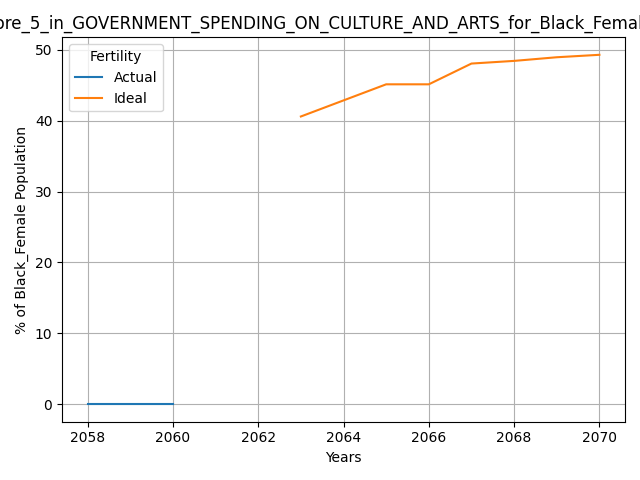 ore_5_in_GOVERNMENT_SPENDING_ON_CULTURE_AND_ARTS_for_Black_Femal
Fertility
Actual
Ideal
% of Black_Female Population
50
40
30
20
10
0
2058 2060 2062 2064 2066 2068 2070
Years